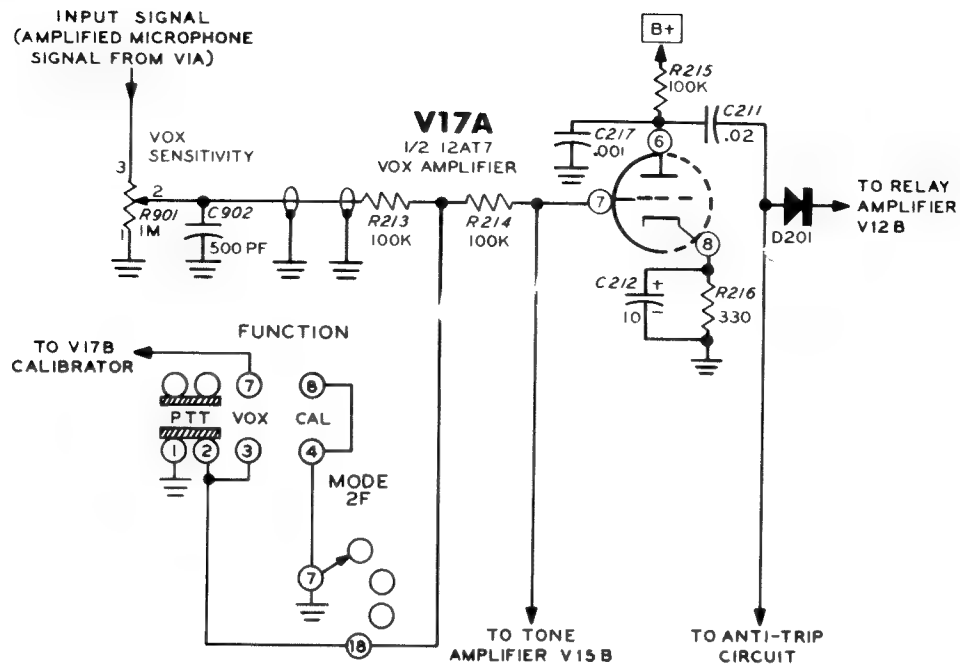 INPUT SIGNAL
(AMPLIFIED MICROPHONE
SIGNAL FROM V1A)
B+
R215
100K
C211
.02
V17A
1/2 12AT7
VOX AMPLIFIER
C217
.001
6
VOX
SENSITIVITY
3
2
R901
1M
1
C902
500 PF
R213
100K
R214
100K
7
8
D201
TO RELAY
AMPLIFIER
V12B
C212
+
10
–
R216
330
FUNCTION
TO V17B
CALIBRATOR
7
8
PTT
VOX
CAL
1
2
3
4
MODE
2F
7
18
TO TONE
AMPLIFIER V15B
TO ANTI-TRIP
CIRCUIT